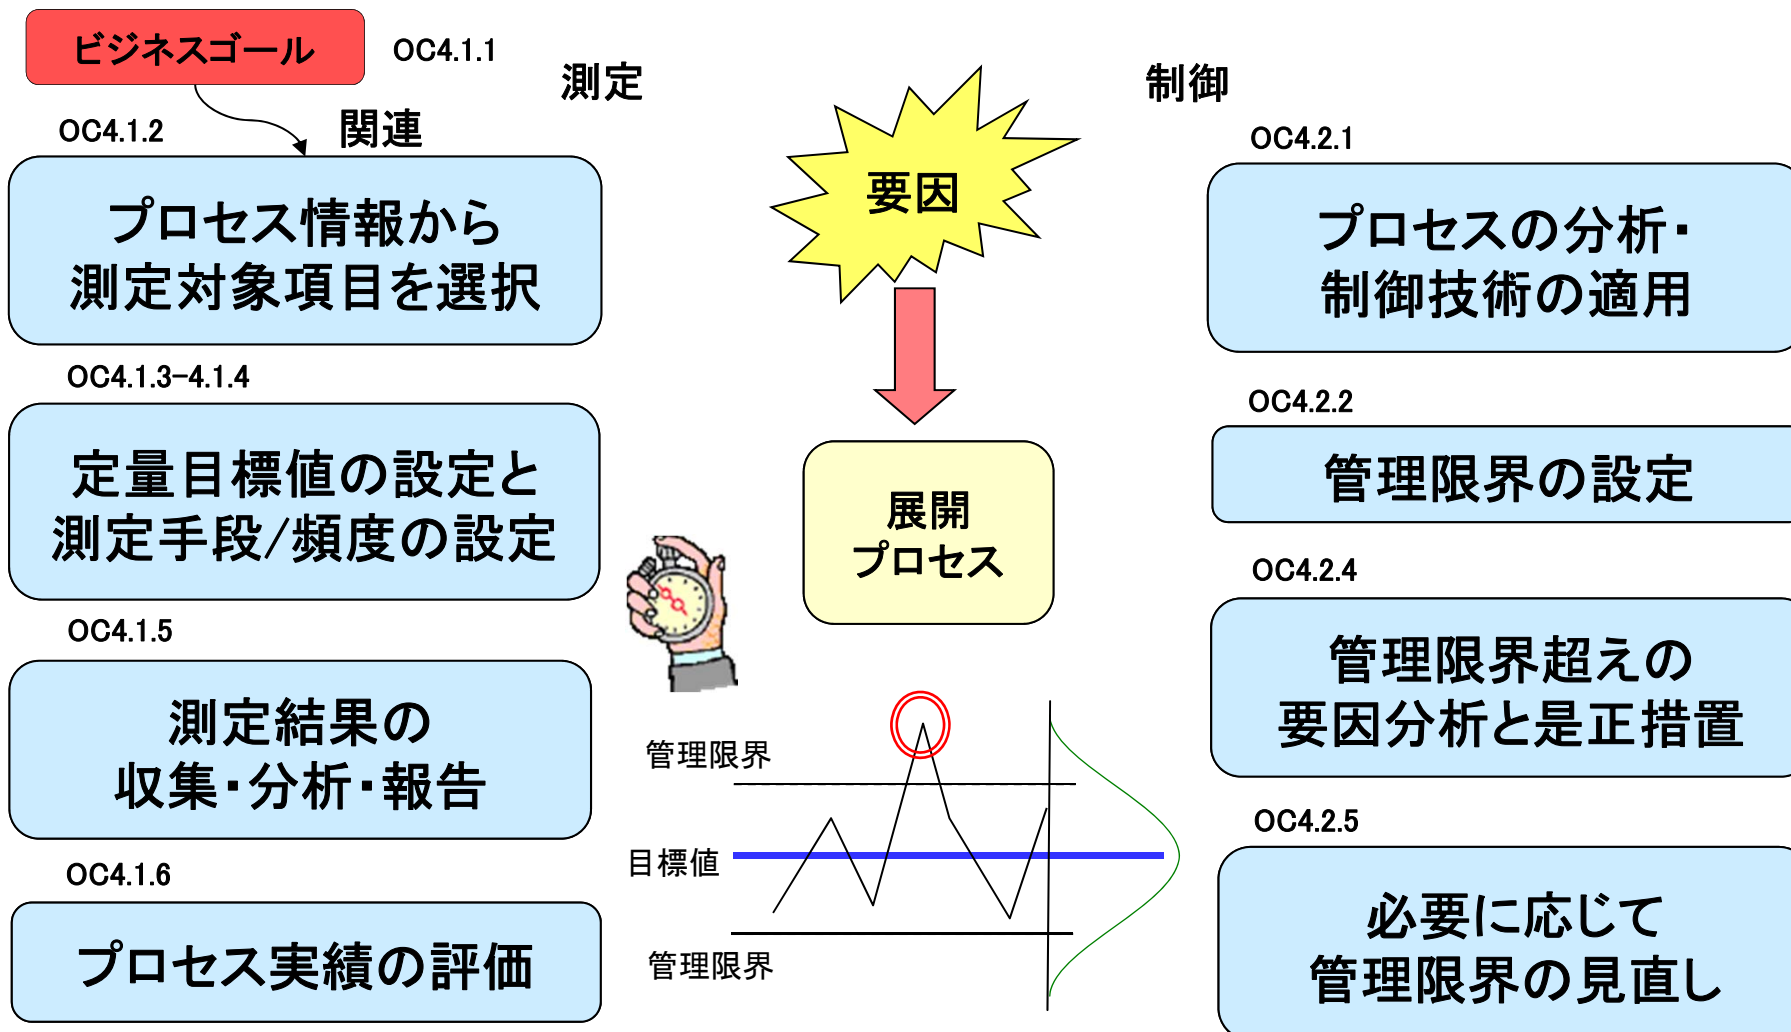 ビジネスゴール
OC4.1.1
測定
関連
OC4.1.2
プロセス情報から
測定対象項目を選択
OC4.1.3-4.1.4
定量目標値の設定と
測定手段/頻度の設定
OC4.1.5
測定結果の
収集・分析・報告
OC4.1.6
プロセス実績の評価
要因
展開
プロセス
管理限界
目標値
管理限界
制御
OC4.2.1
プロセスの分析・
制御技術の適用
OC4.2.2
管理限界の設定
OC4.2.4
管理限界超えの
要因分析と是正措置
OC4.2.5
必要に応じて
管理限界の見直し